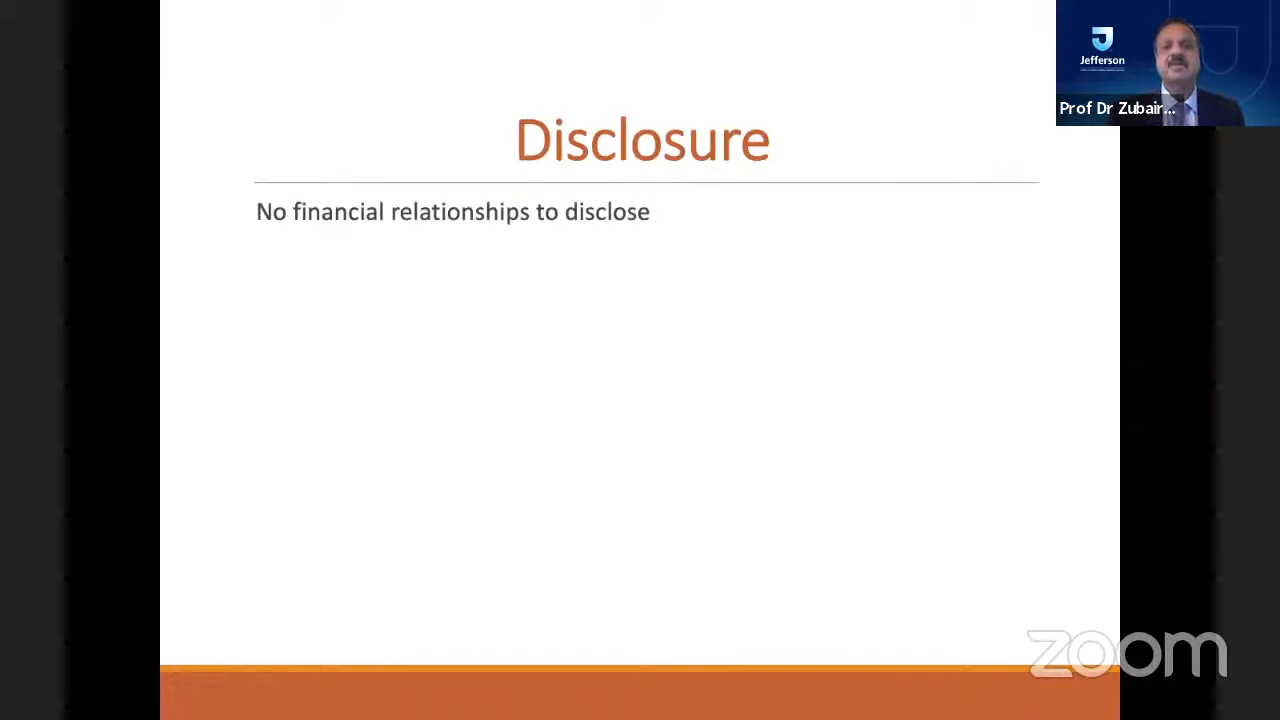 Jefferson
Prof Dr Zubair...
Disclosure
No financial relationships to disclose
zoom